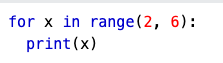 for x in range(2, 6):
  print(x)